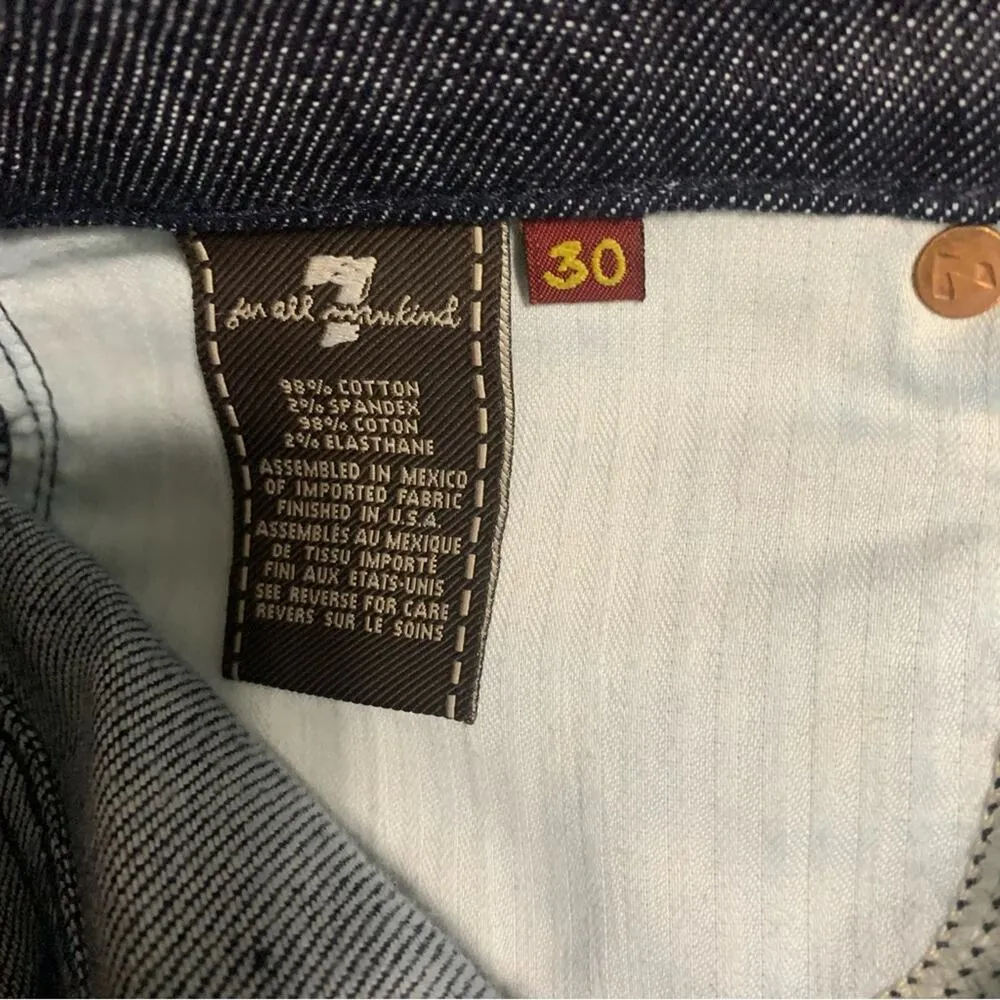 7
for all mankind
98% COTTON
2% SPANDEX
98% COTON
2% ELASTHANE
ASSEMBLED IN MEXICO
OF IMPORTED FABRIC
FINISHED IN U.S.A.
ASSEMBLÉS AU MEXIQUE
DE TISSU IMPORTÉ
FINI AUX ETATS-UNIS
SEE REVERSE FOR CARE
REVERS SUR LE SOINS
30
7